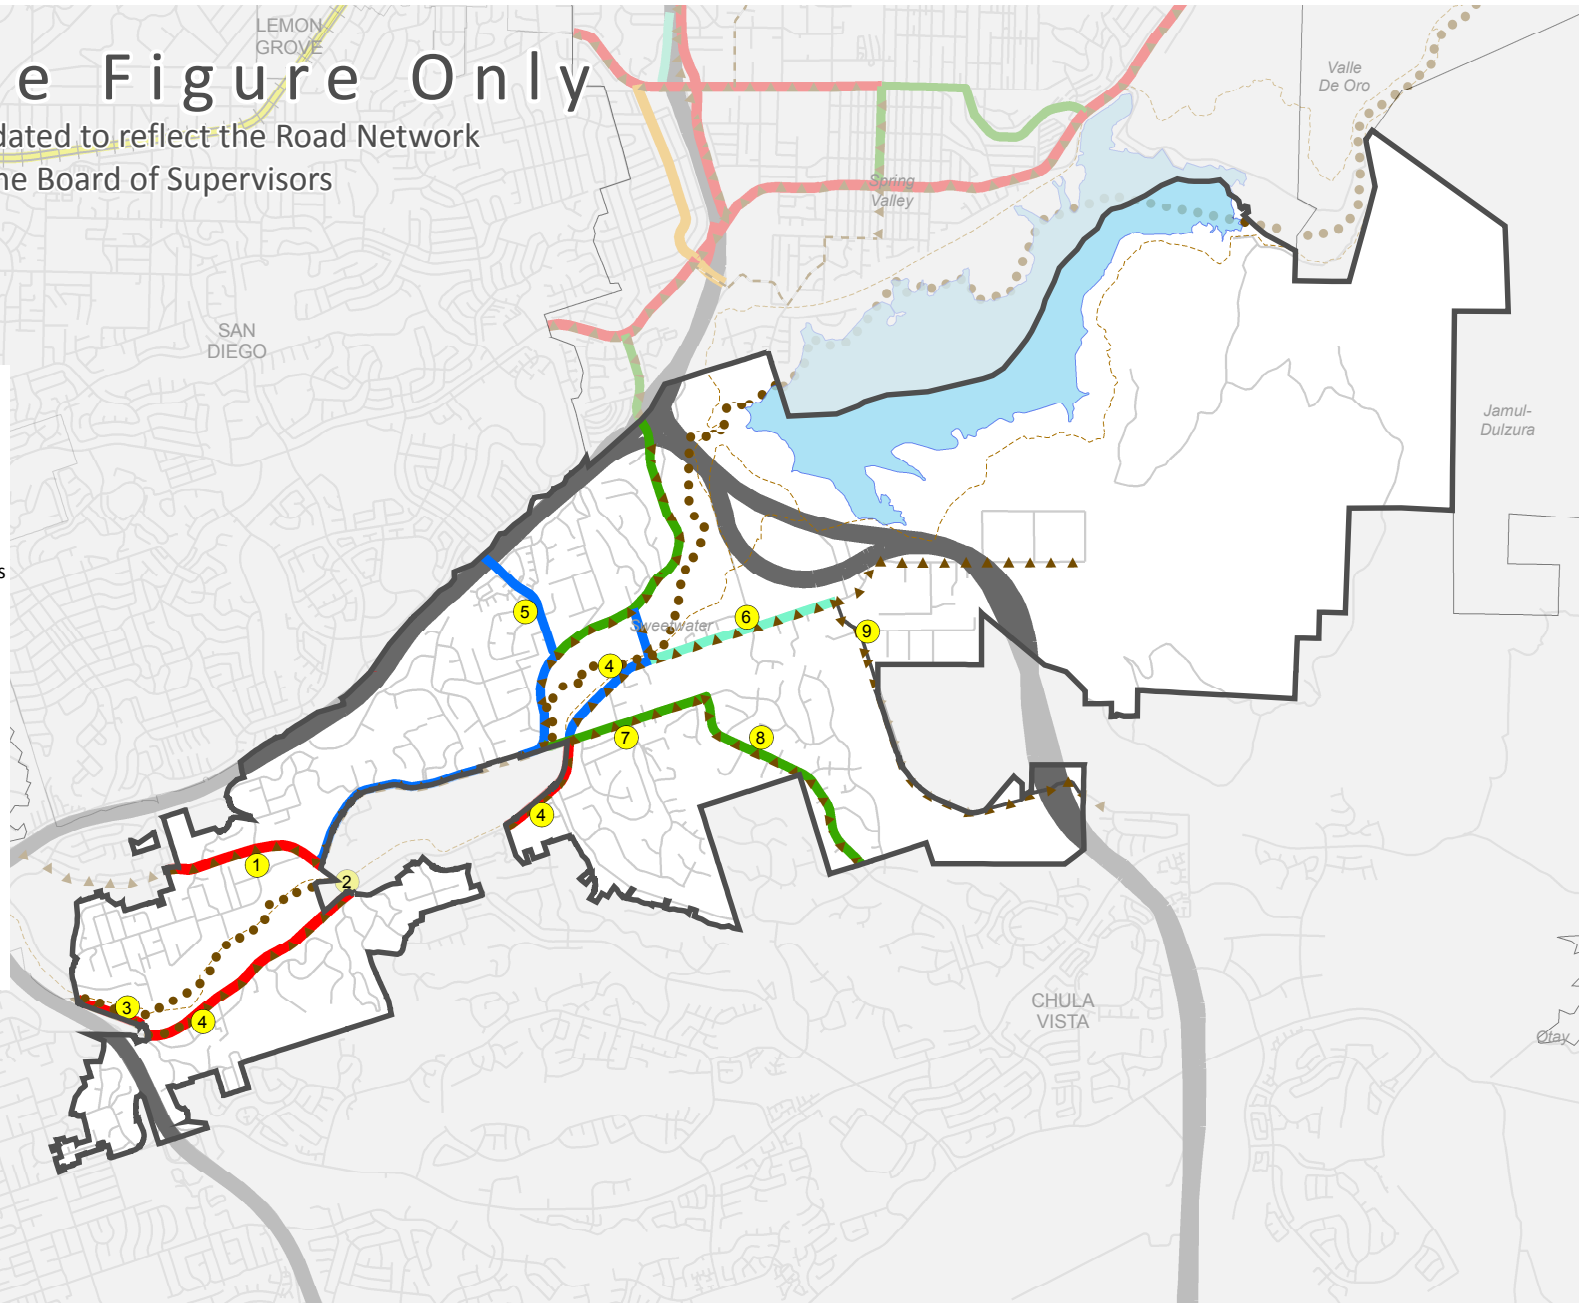 LEMON
GROVE
e Figure Only
dated to reflect the Road Network
ne Board of Supervisors
Valle
De Oro
Spring
Valley
SAN
DIEGO
Jamul-
Dulzura
s
5
Sweetwater
6
9
4
7
8
4
1
2
3
4
CHULA
VISTA
Otay